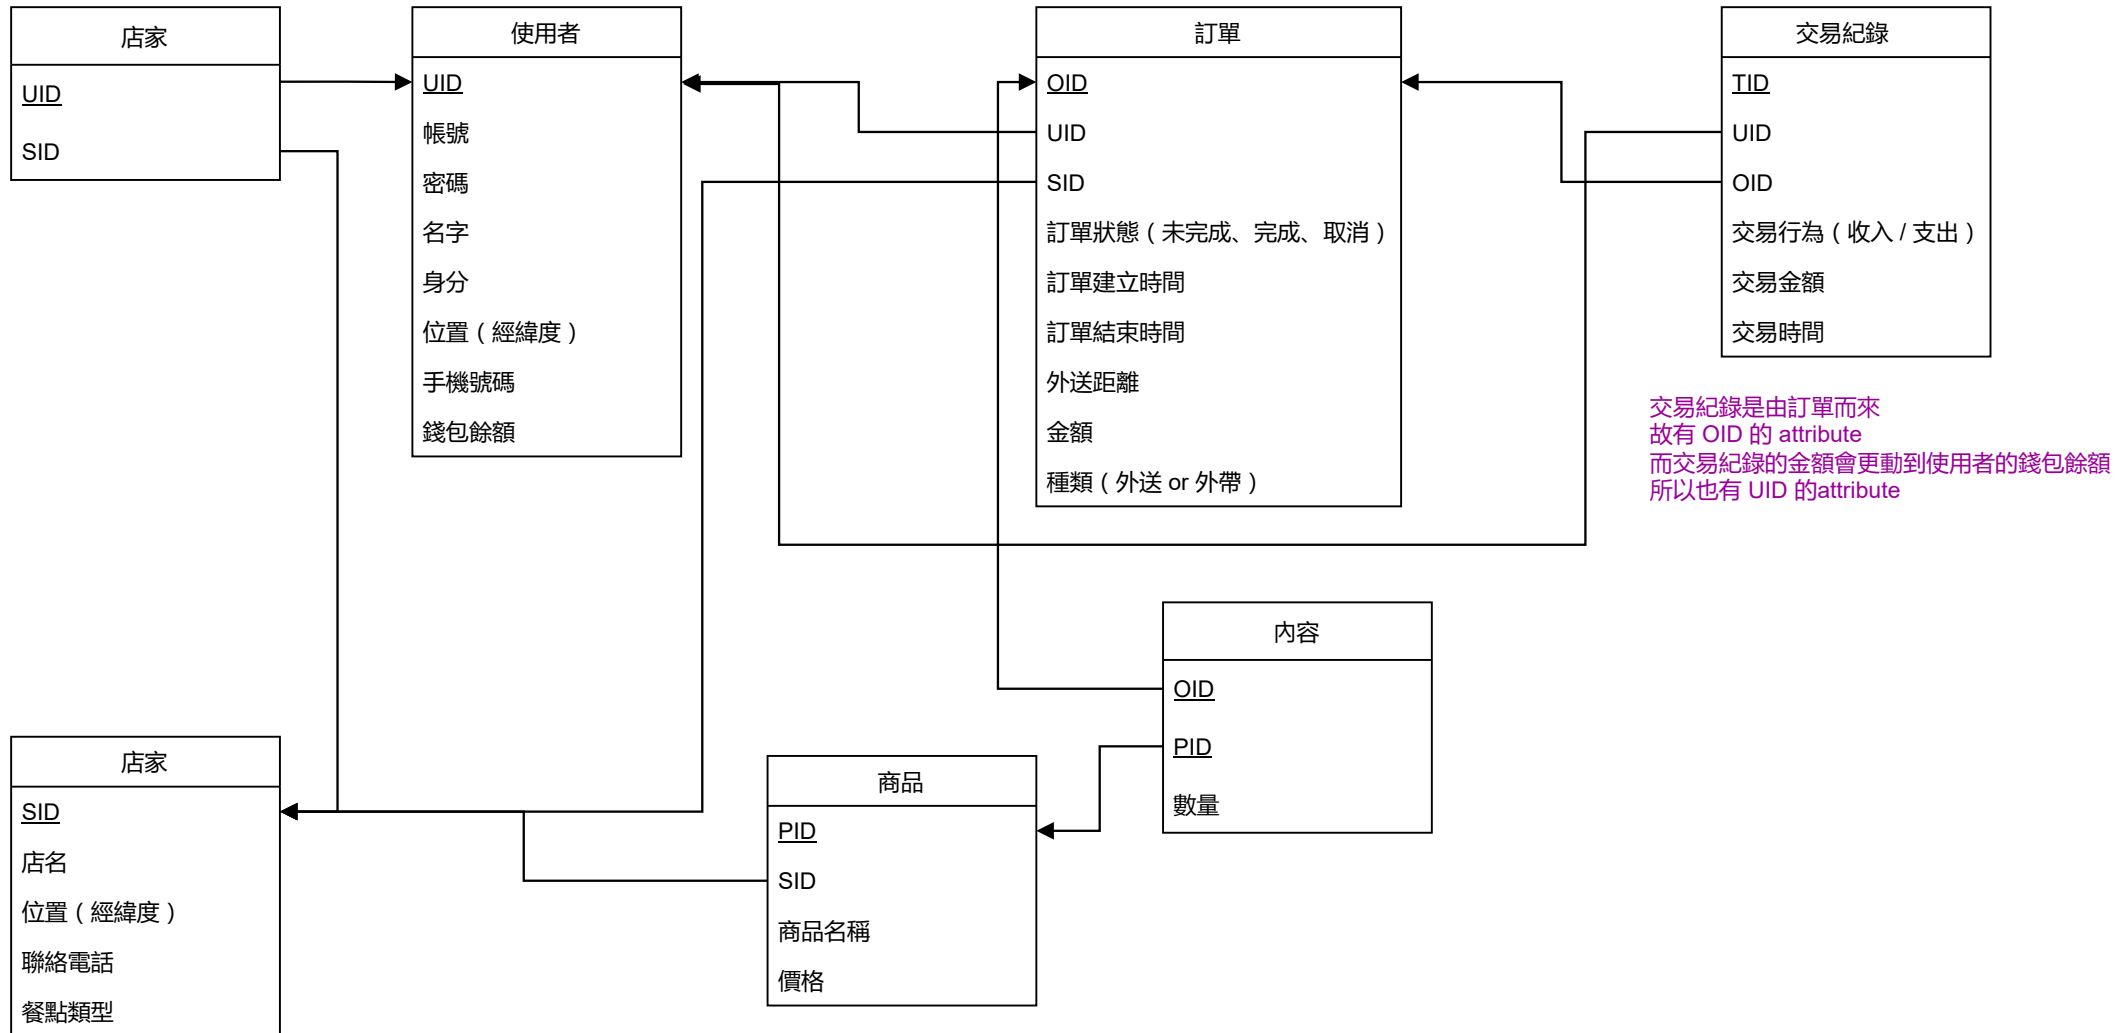 店家
UID
SID
使用者
UID
帳號
密碼
名字
身分
位置（經緯度）
手機號碼
錢包餘額
訂單
OID
UID
SID
訂單狀態（未完成、完成、取消）
訂單建立時間
訂單結束時間
外送距離
金額
種類（外送 or 外帶）
交易紀錄
TID
UID
OID
交易行為（收入 / 支出）
交易金額
交易時間
交易紀錄是由訂單而來
故有 OID 的 attribute
而交易紀錄的金額會更動到使用者的錢包餘額
所以也有 UID 的attribute
內容
OID
PID
數量
店家
SID
店名
位置（經緯度）
聯絡電話
餐點類型
商品
PID
SID
商品名稱
價格